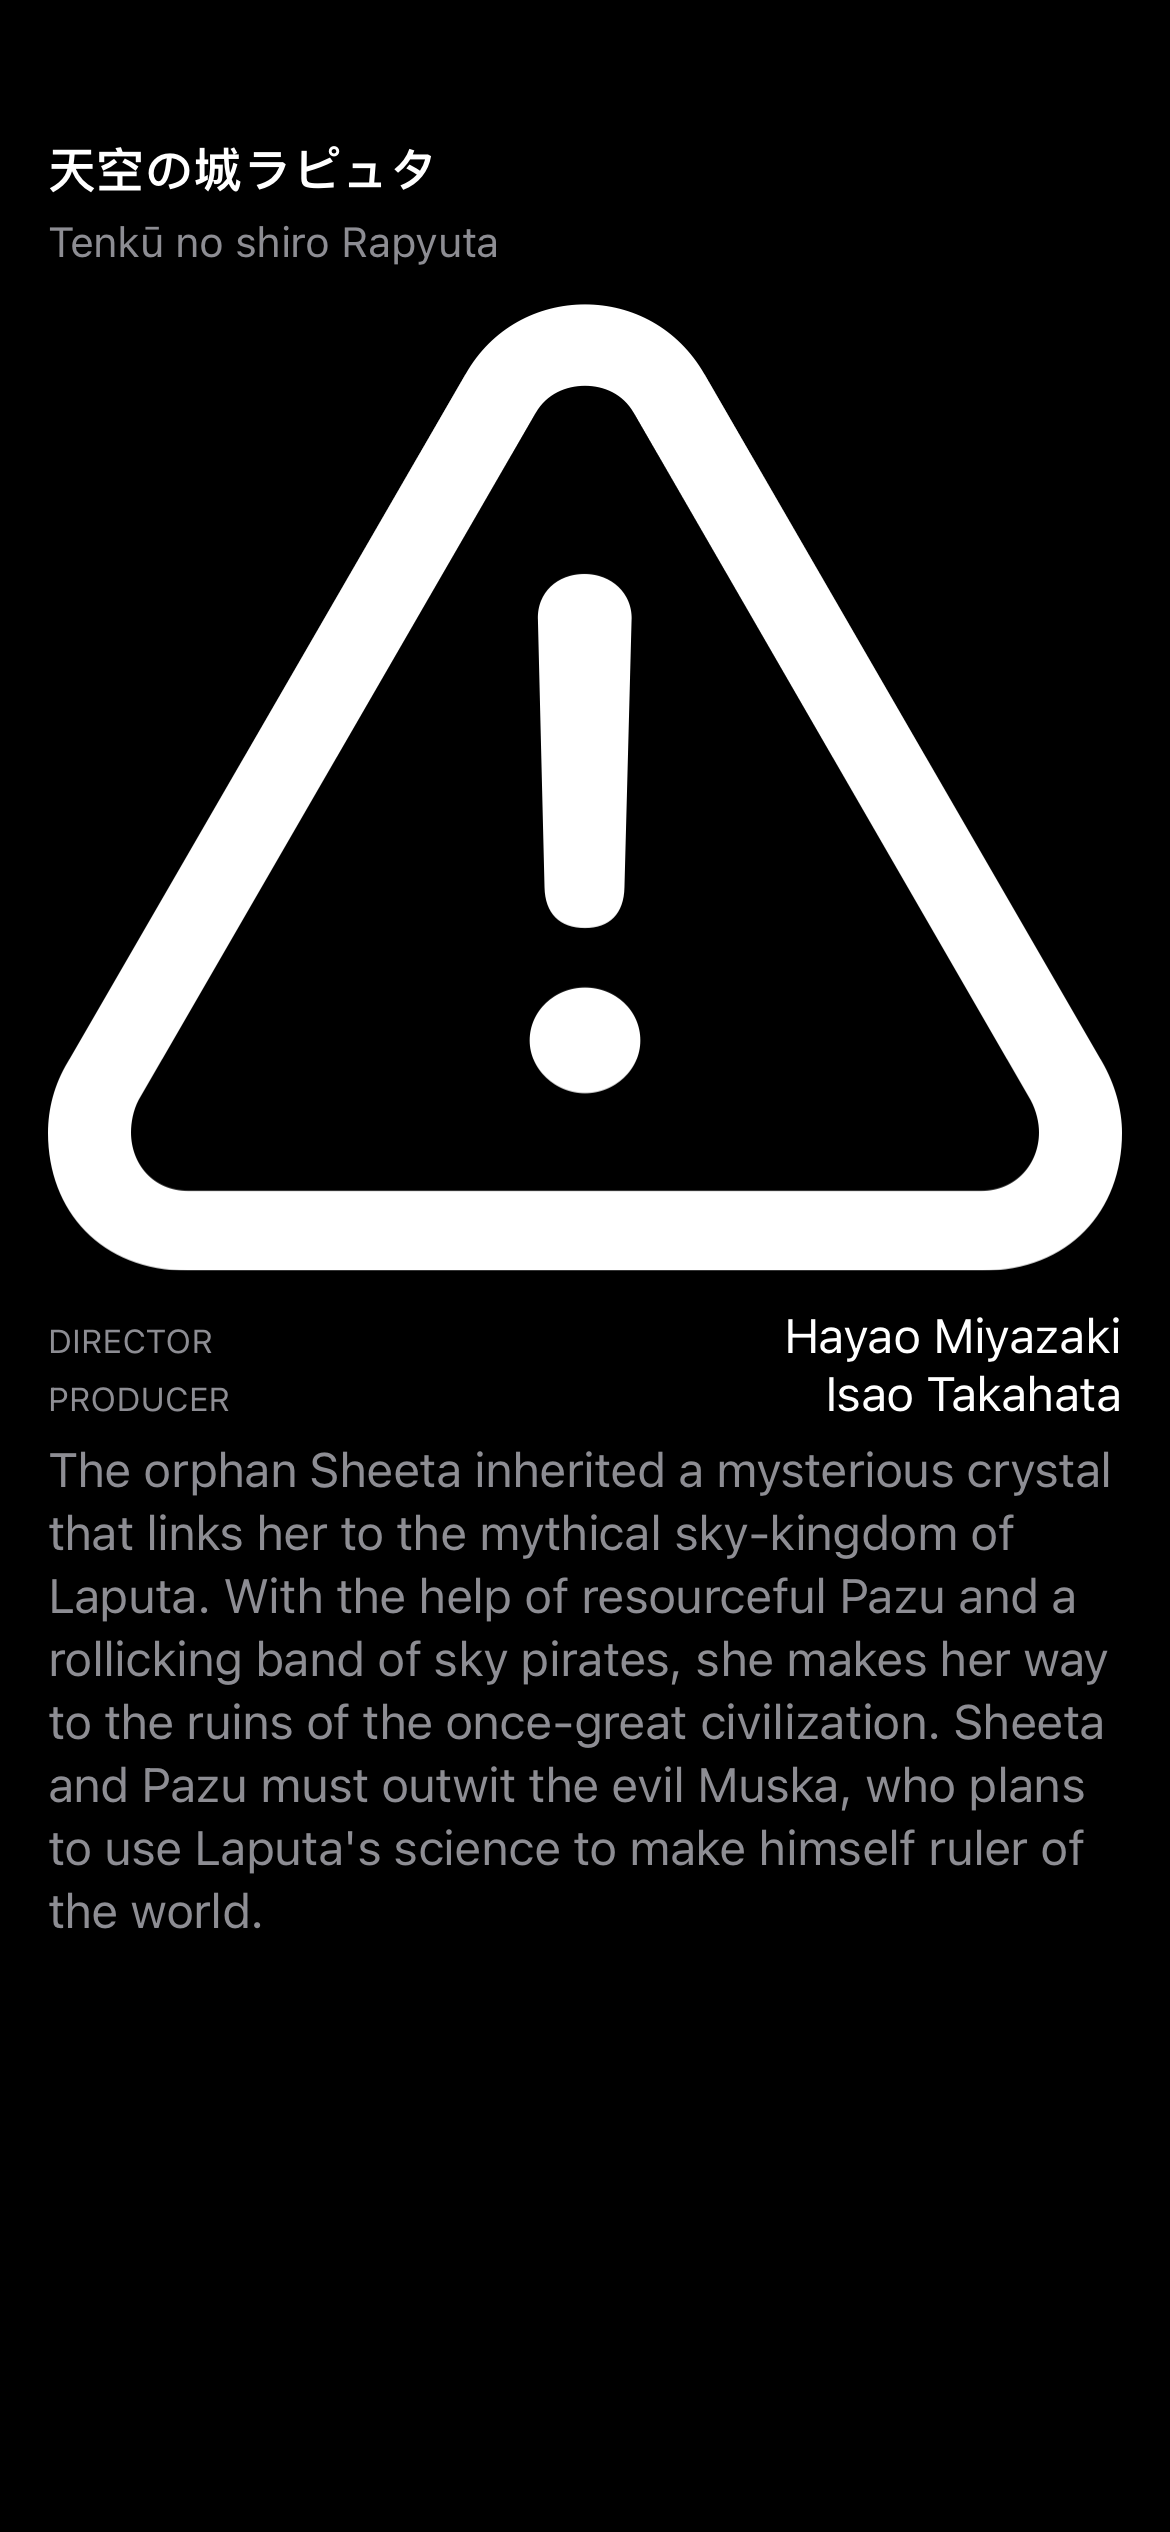 天空の城ラピュタ
Tenkū no shiro Rapyuta
DIRECTOR Hayao Miyazaki
PRODUCER Isao Takahata
The orphan Sheeta inherited a mysterious crystal
that links her to the mythical sky-kingdom of
Laputa. With the help of resourceful Pazu and a
rollicking band of sky pirates, she makes her way
to the ruins of the once-great civilization. Sheeta
and Pazu must outwit the evil Muska, who plans
to use Laputa's science to make himself ruler of
the world.